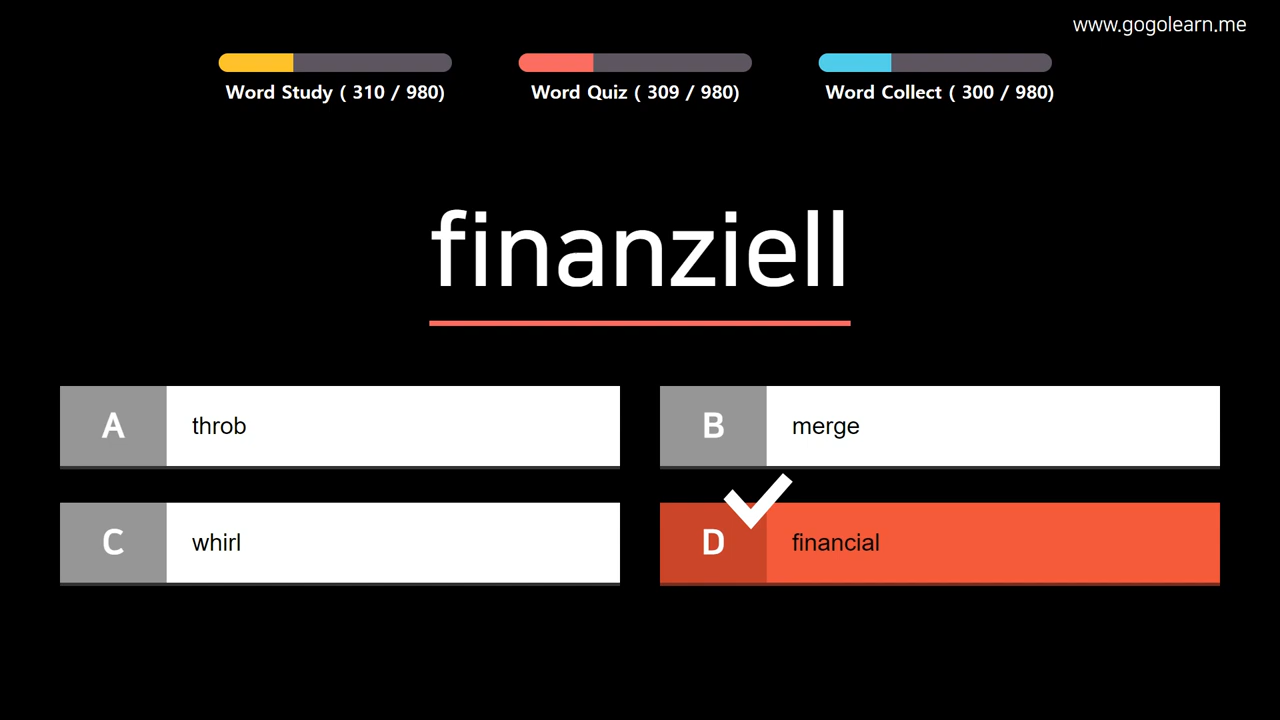 www.gogolearn.me
Word Study ( 310 / 980)
Word Quiz ( 309 / 980)
Word Collect ( 300 / 980)
finanziell
A throb
B merge
C whirl
D financial